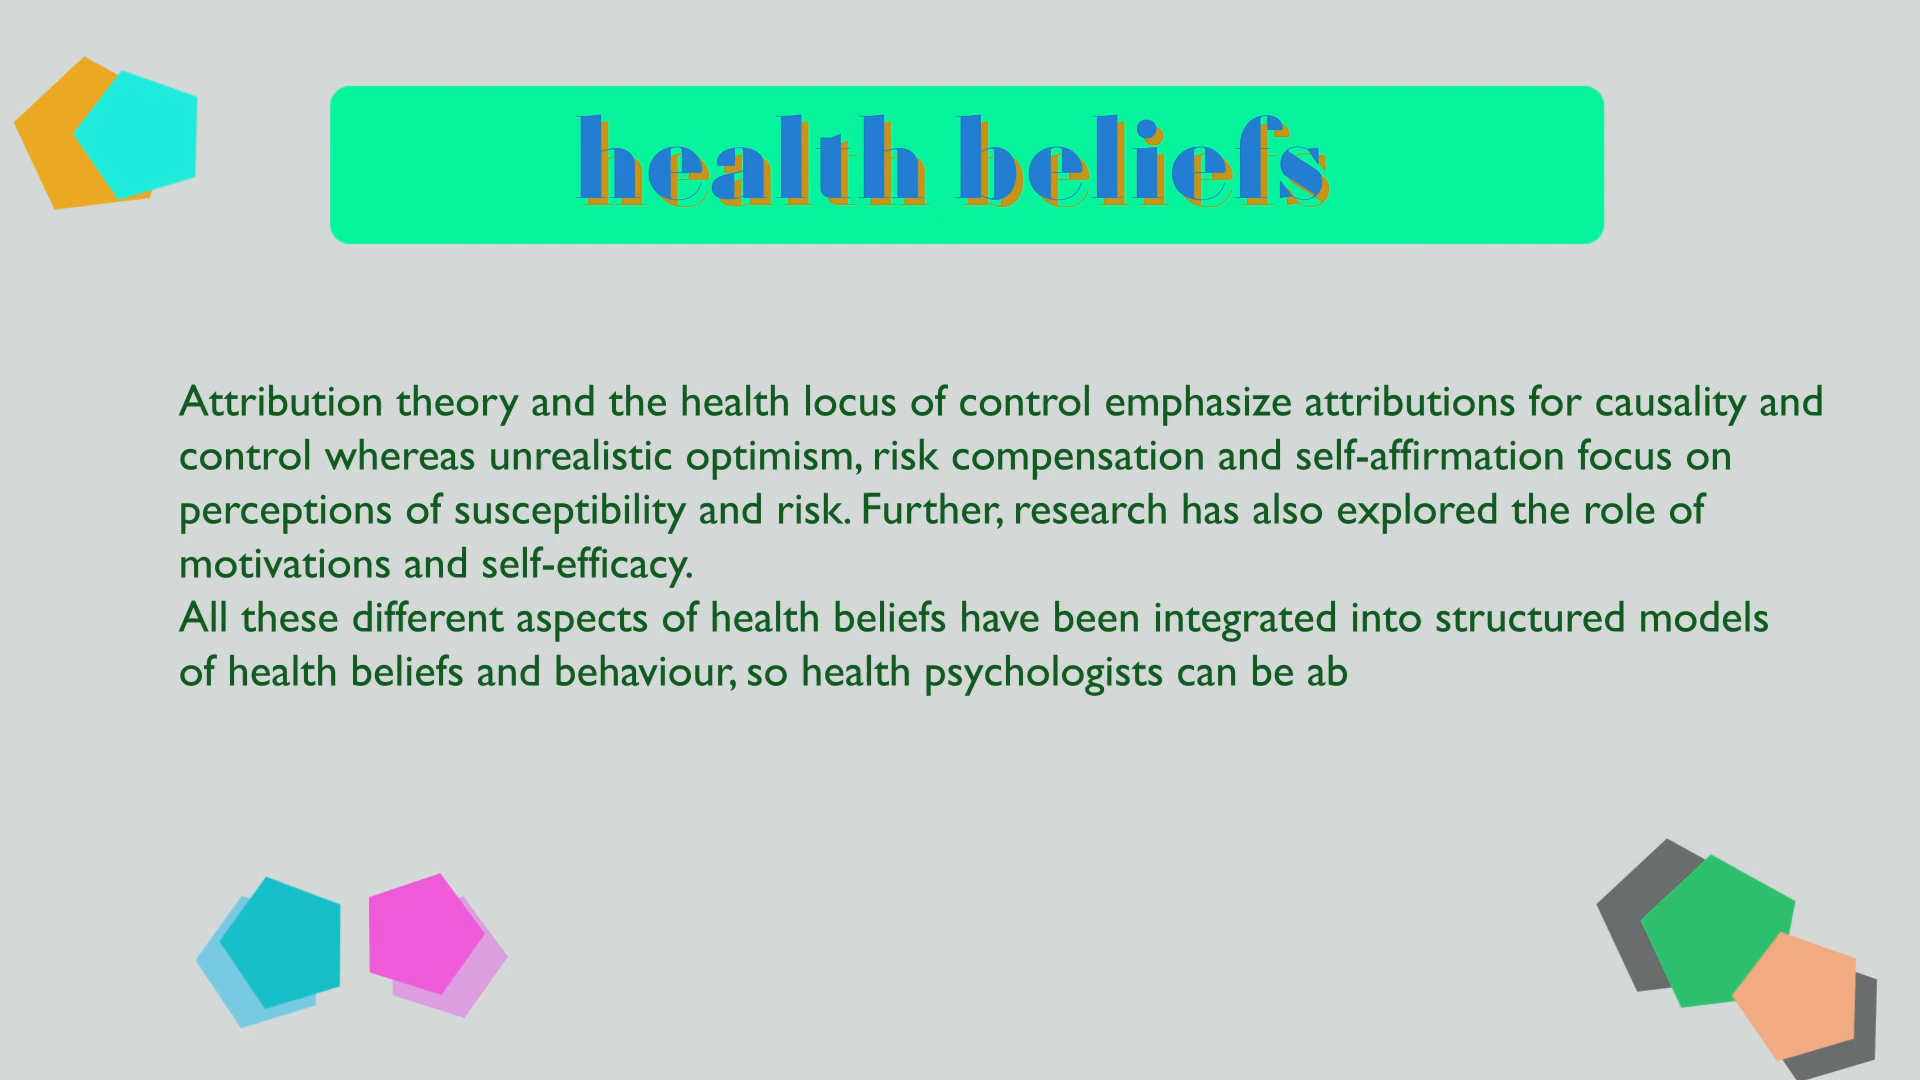 health beliefs
Attribution theory and the health locus of control emphasize attributions for causality and
control whereas unrealistic optimism, risk compensation and self-affirmation focus on
perceptions of susceptibility and risk. Further, research has also explored the role of
motivations and self-efficacy.
All these different aspects of health beliefs have been integrated into structured models
of health beliefs and behaviour, so health psychologists can be ab